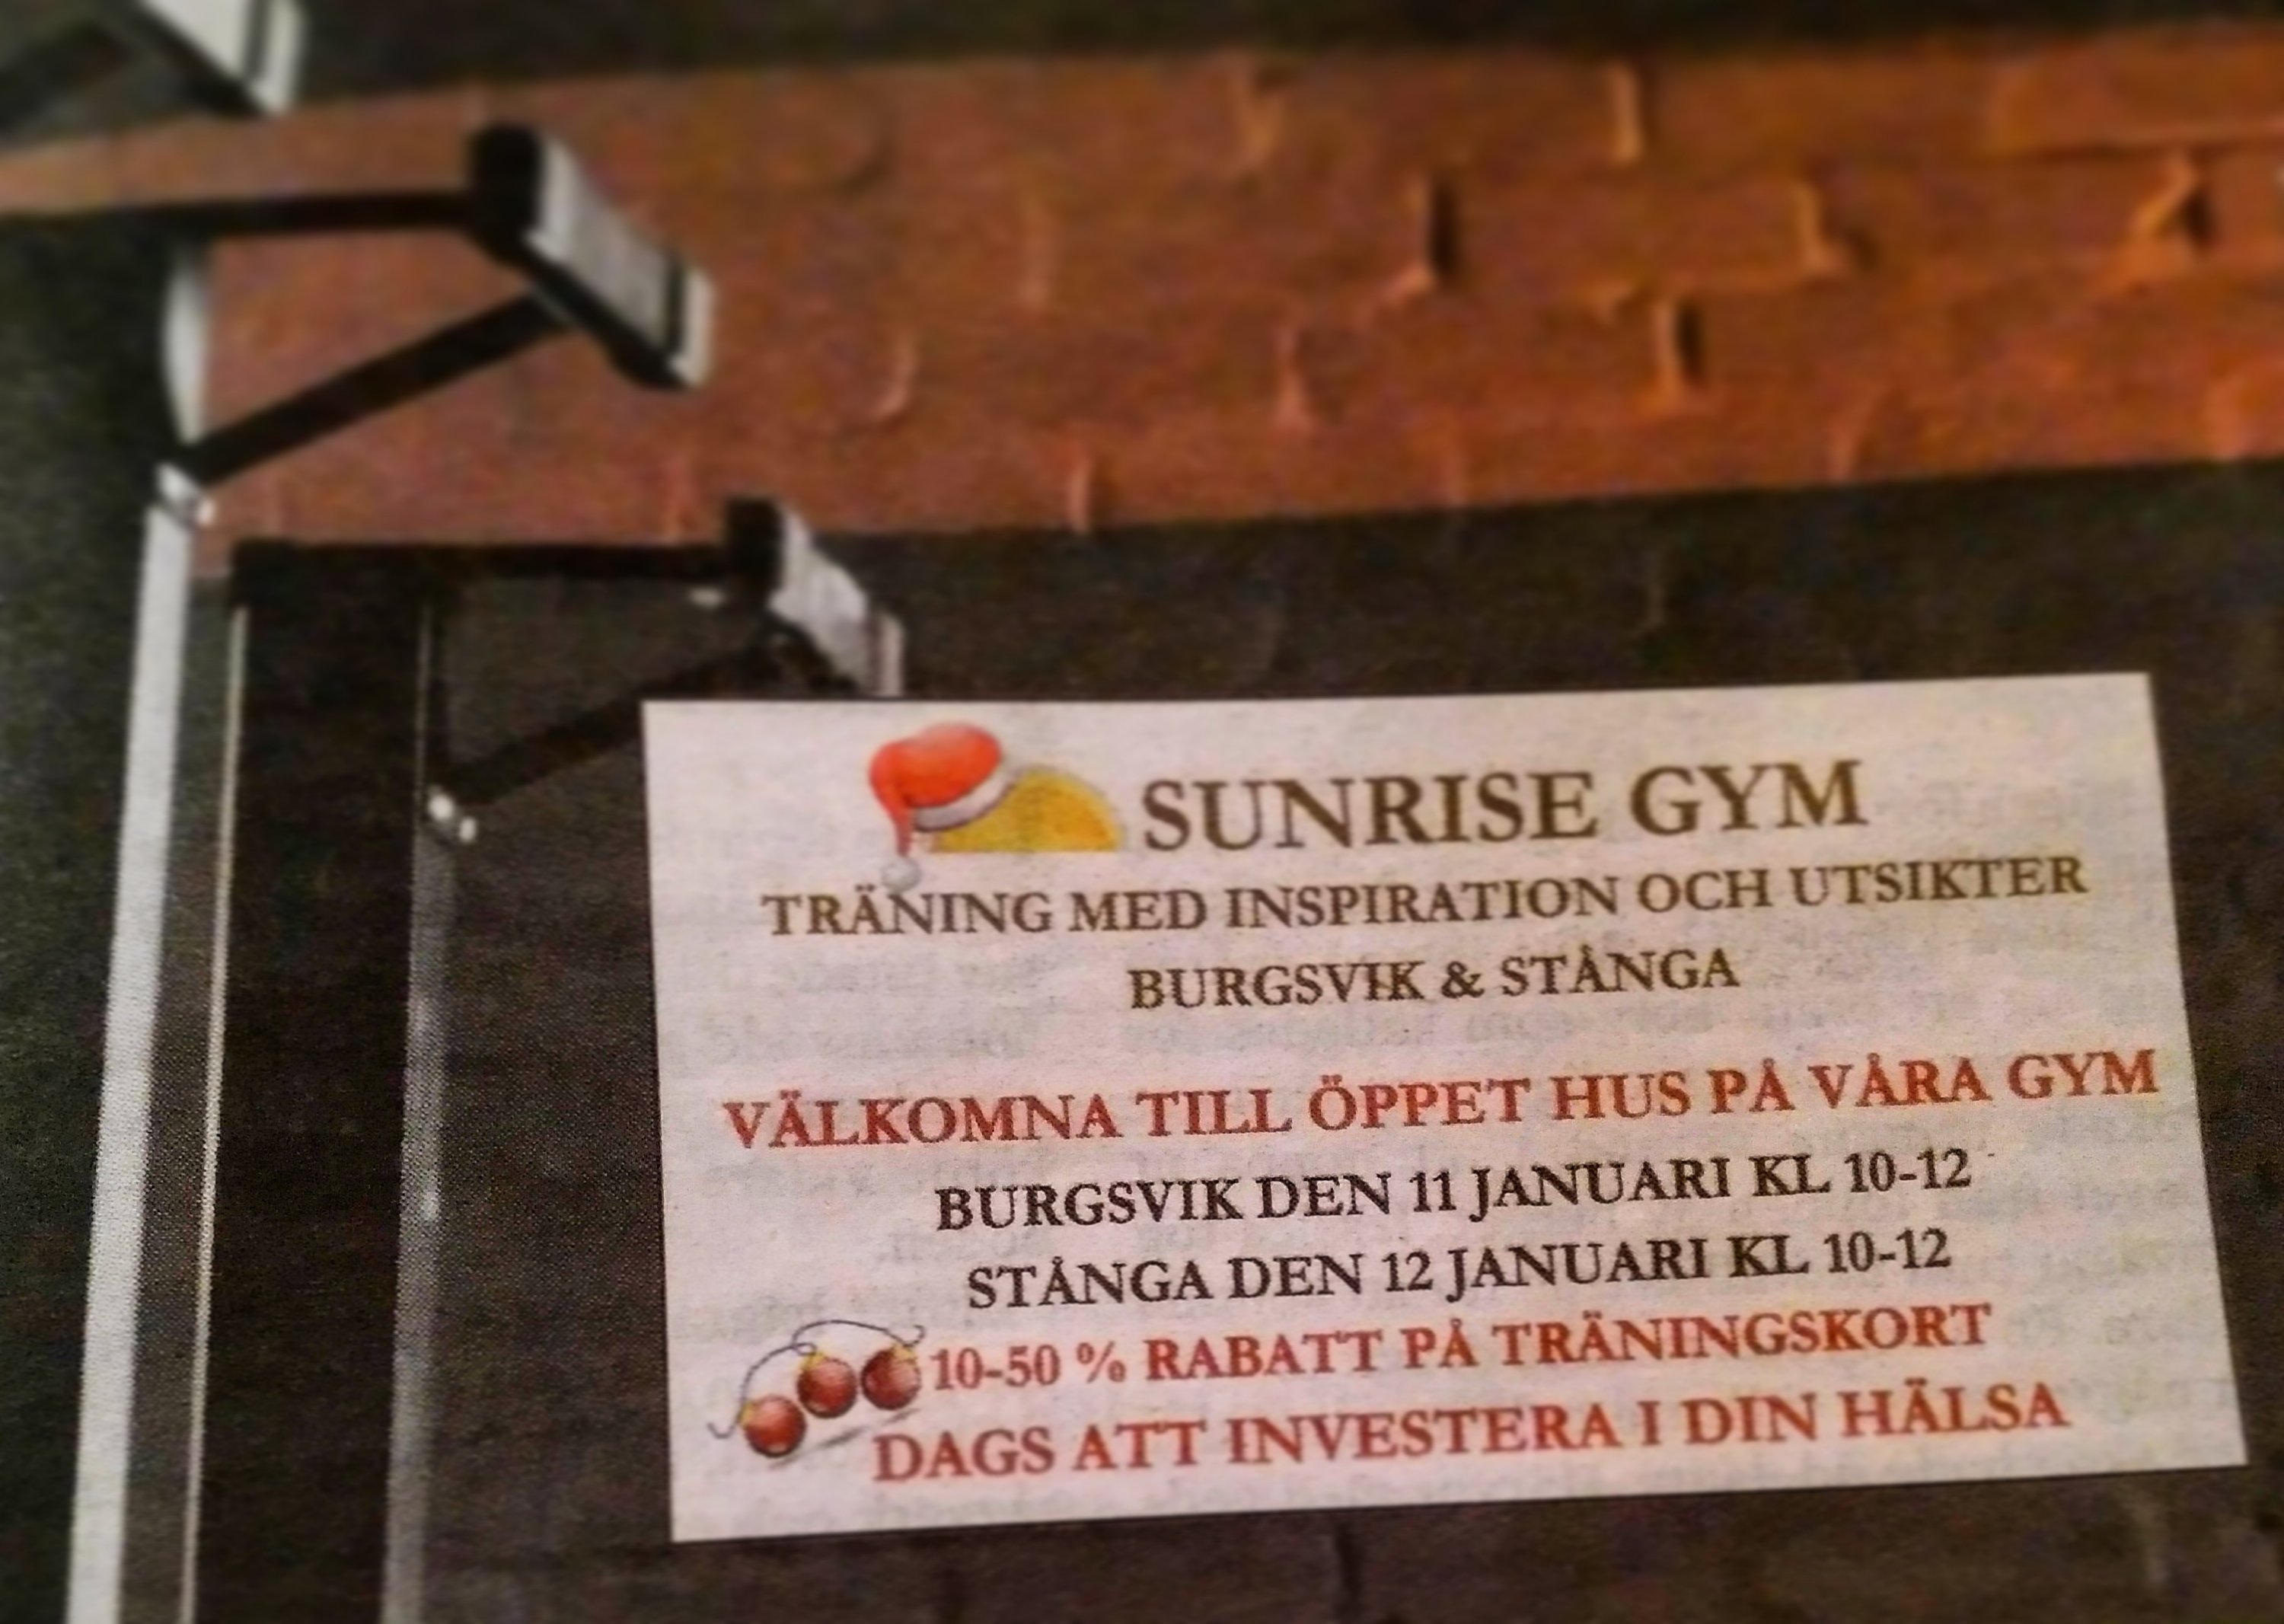 SUNRISE GYM
TRÄNING MED INSPIRATION OCH UTSIKTER
BURGSVIK & STÅNGA
VÄLKOMNA TILL ÖPPET HUS PÅ VÅRA GYM
BURGSVIK DEN 11 JANUARI KL 10-12
STÅNGA DEN 12 JANUARI KL 10-12
10-50 % RABATT PÅ TRÄNINGSKORT
DAGS ATT INVESTERA I DIN HÄLSA